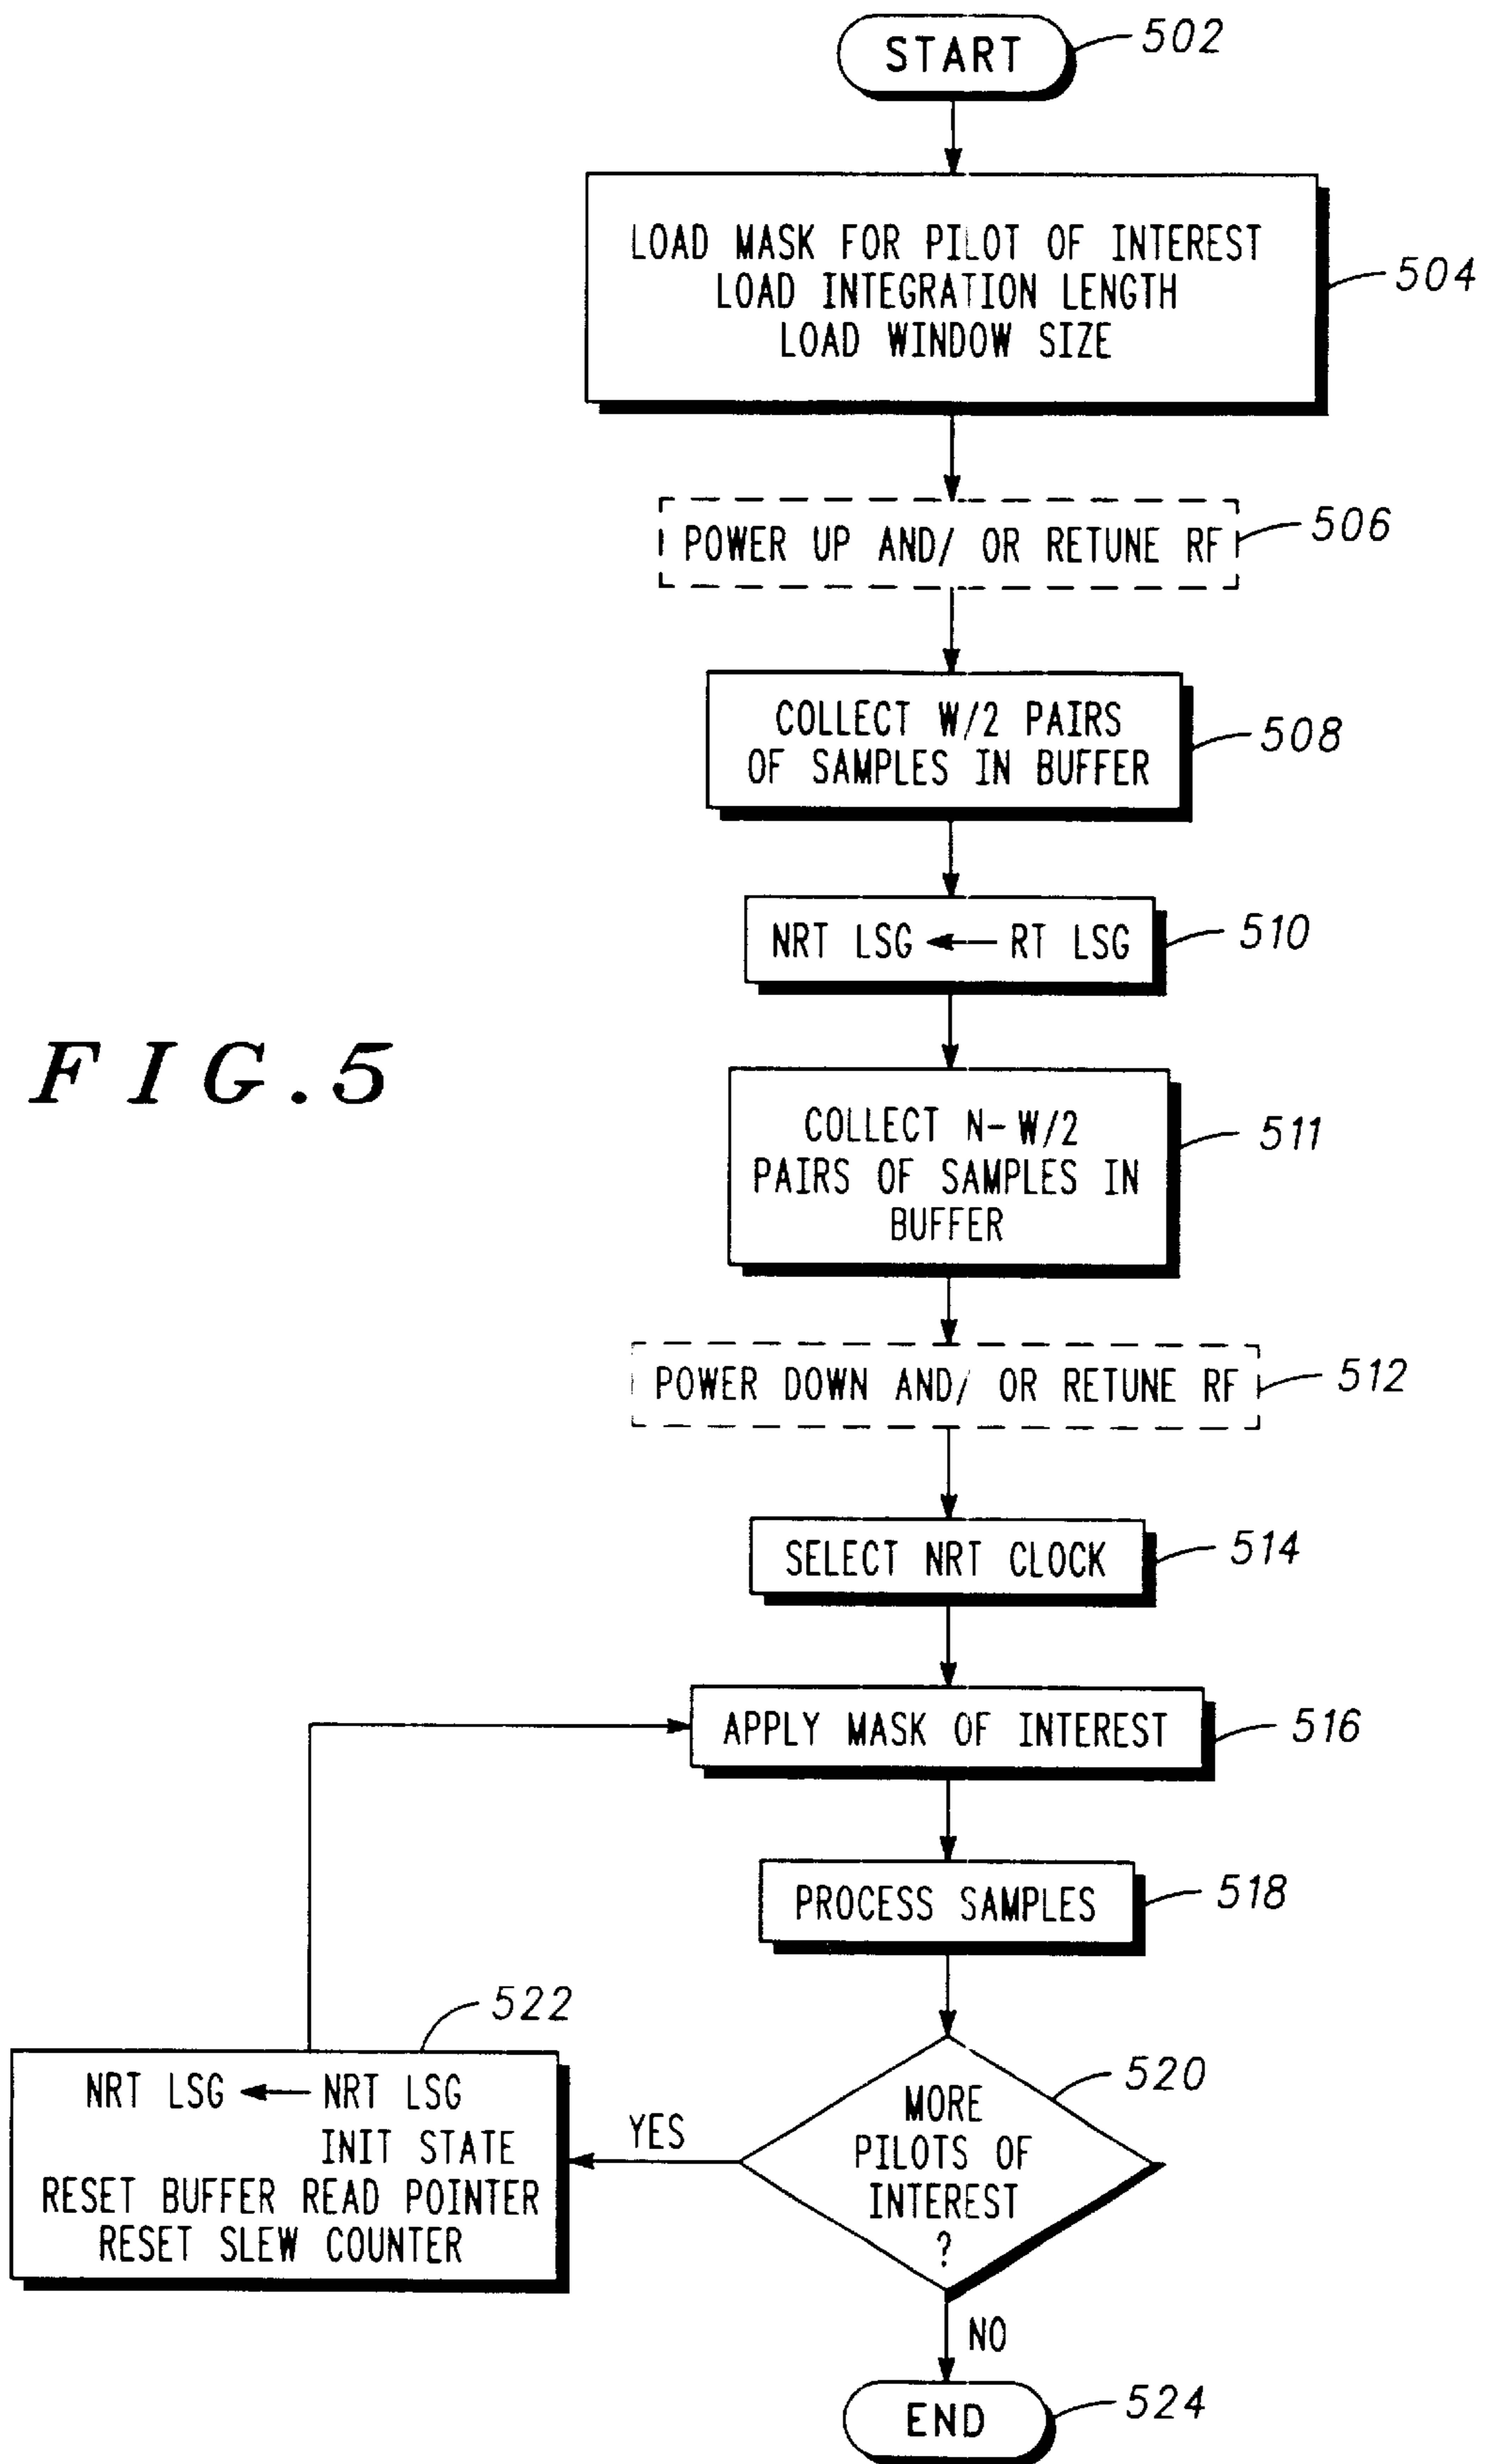 START
502
LOAD MASK FOR PILOT OF INTEREST
LOAD INTEGRATION LENGTH
LOAD WINDOW SIZE
504
POWER UP AND/ OR RETUNE RF
506
COLLECT W/2 PAIRS
OF SAMPLES IN BUFFER
508
NRT LSG ← RT LSG
510
FIG.5
COLLECT N-W/2
PAIRS OF SAMPLES IN
BUFFER
511
POWER DOWN AND/ OR RETUNE RF
512
SELECT NRT CLOCK
514
APPLY MASK OF INTEREST
516
PROCESS SAMPLES
518
522
NRT LSG ← NRT LSG
INIT STATE
RESET BUFFER READ POINTER
RESET SLEW COUNTER
YES
MORE
PILOTS OF
INTEREST
?
520
NO
END
524